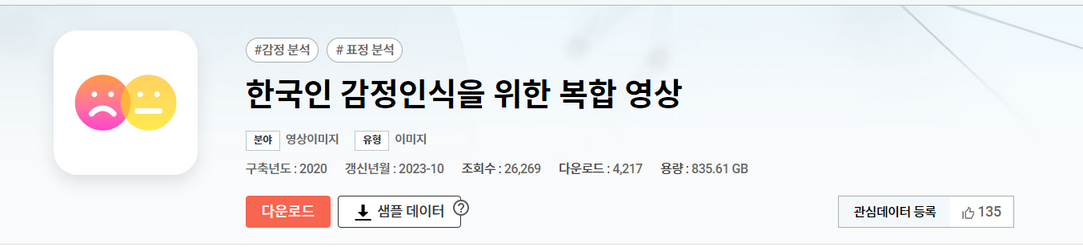 #감정 분석 # 표정 분석
한국인 감정인식을 위한 복합 영상
분야 영상이미지 유형 이미지
구축년도 : 2020 갱신년월 : 2023-10 조회수 : 26,269 다운로드 : 4,217 용량 : 835.61 GB
다운로드 샘플 데이터 ? 관심데이터 등록 135